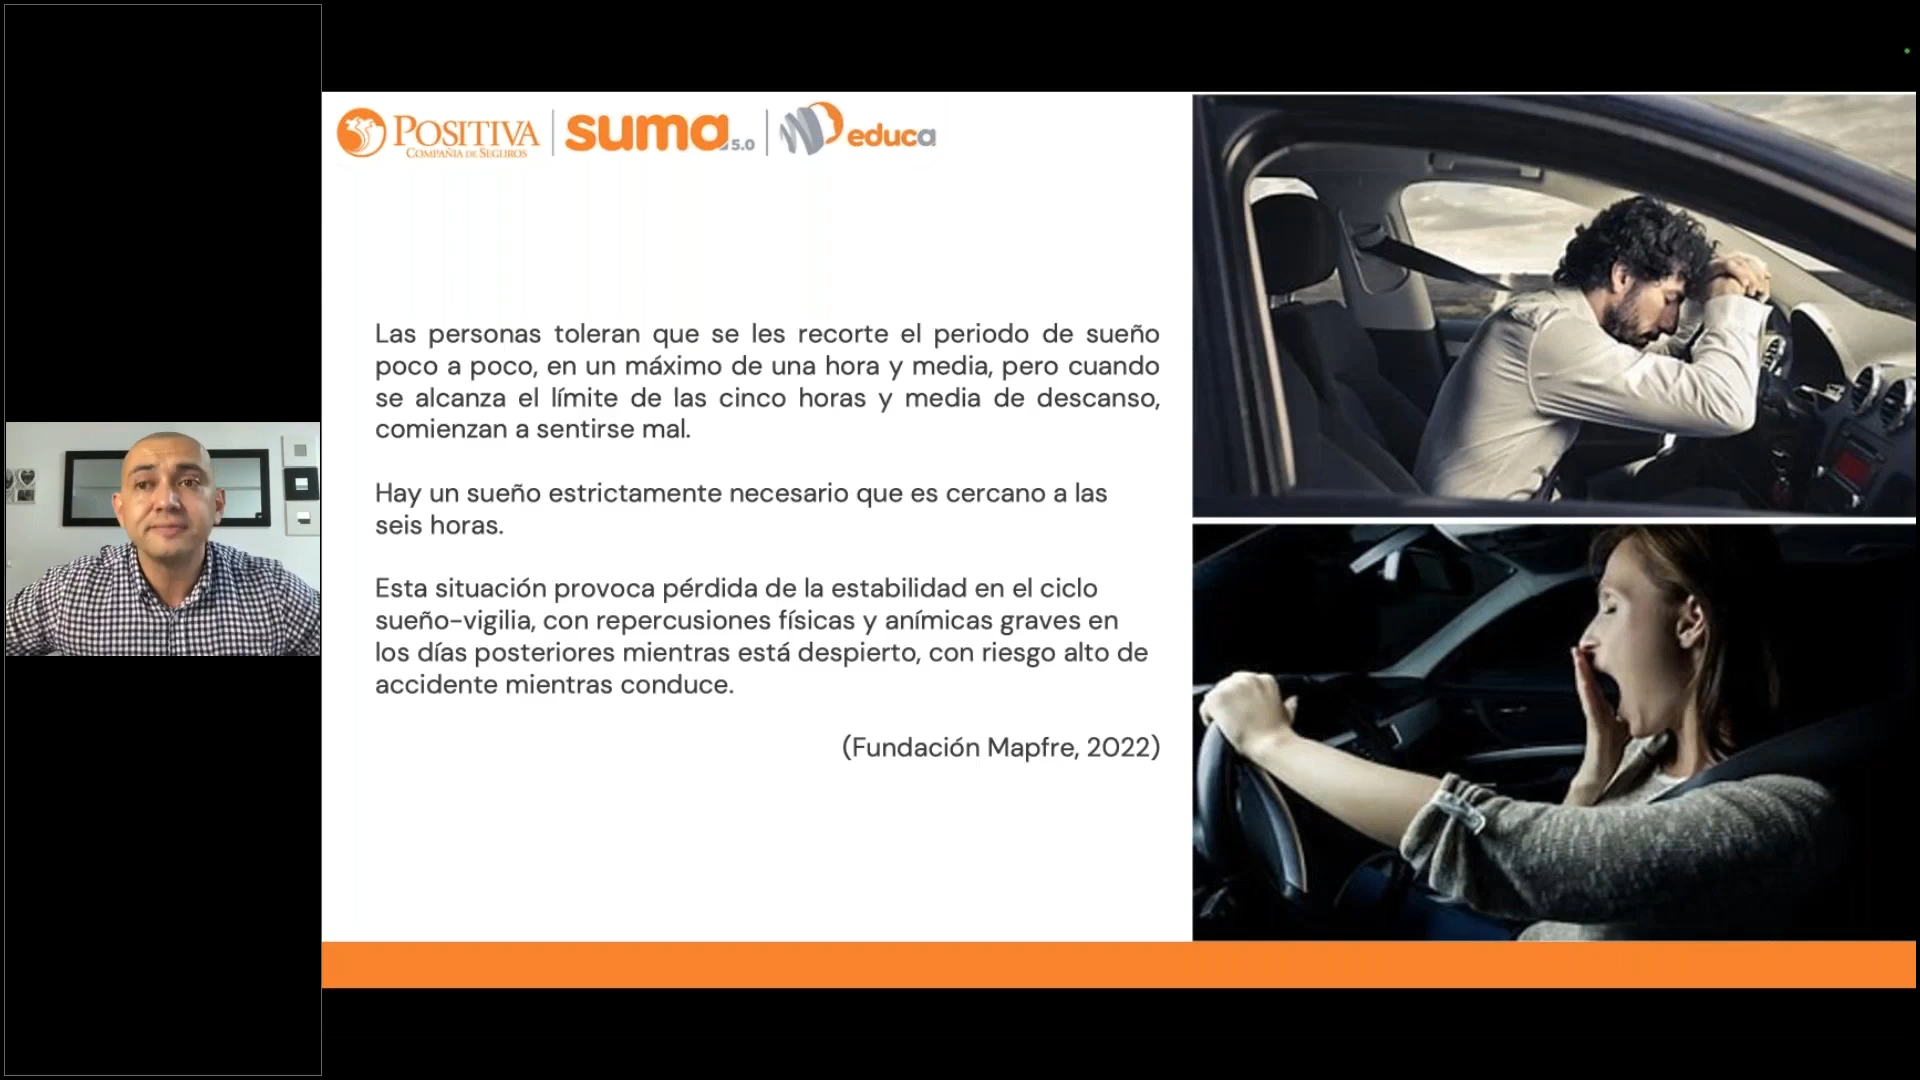 POSITIVA
COMPAÑIA DE SEGUROS
suma 5.0
educa
Las personas toleran que se les recorte el periodo de sueño
poco a poco, en un máximo de una hora y media, pero cuando
se alcanza el límite de las cinco horas y media de descanso,
comienzan a sentirse mal.
Hay un sueño estrictamente necesario que es cercano a las
seis horas.
Esta situación provoca pérdida de la estabilidad en el ciclo
sueño-vigilia, con repercusiones físicas y anímicas graves en
los días posteriores mientras está despierto, con riesgo alto de
accidente mientras conduce.
(Fundación Mapfre, 2022)